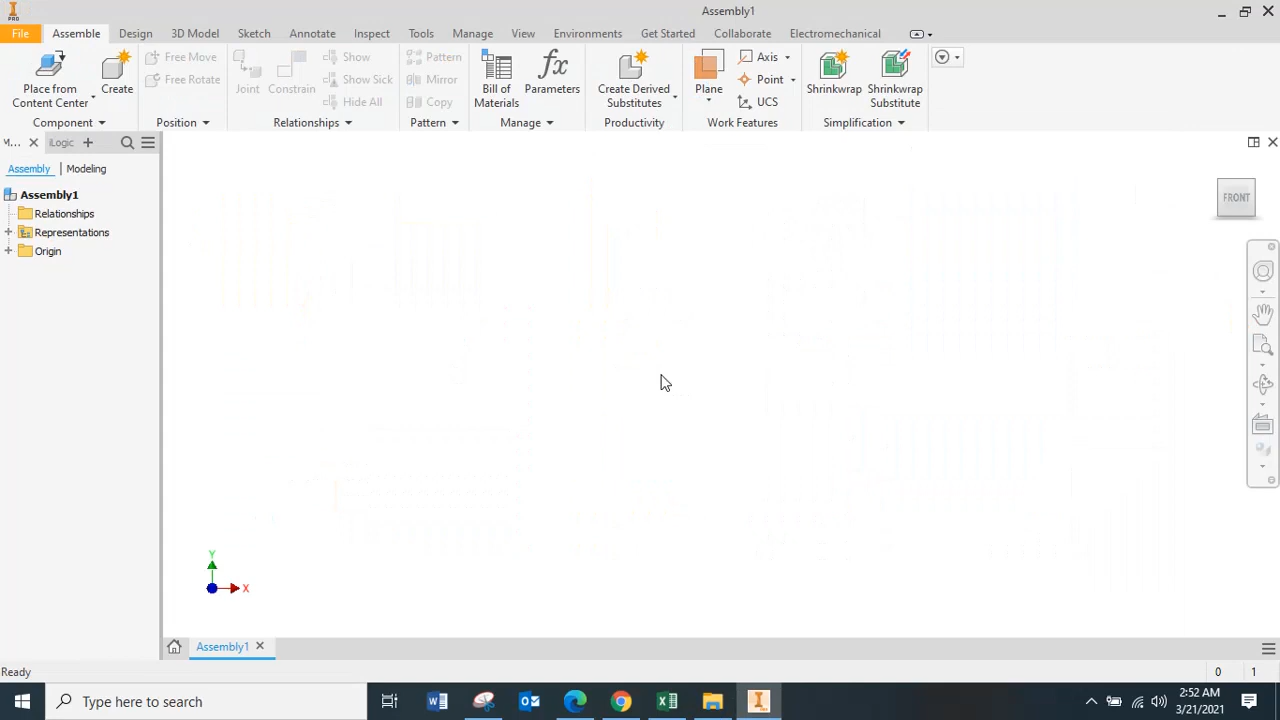 PRO
Assembly1
File Assemble Design 3D Model Sketch Annotate Inspect Tools Manage View Environments Get Started Collaborate Electromechanical
Place from
Content Center
Create
Free Move
Free Rotate
Joint
Constrain
Show
Show Sick
Hide All
Pattern
Mirror
Copy
Bill of
Materials
Parameters
Create Derived
Substitutes
Plane
Axis
Point
UCS
Shrinkwrap
Shrinkwrap
Substitute
Component Position Relationships Pattern Manage Productivity Work Features Simplification
M... iLogic
Assembly Modeling
Assembly1
Relationships
Representations
Origin
FRONT
Y
X
Assembly1
Ready
0 1
Type here to search
2:52 AM
3/21/2021